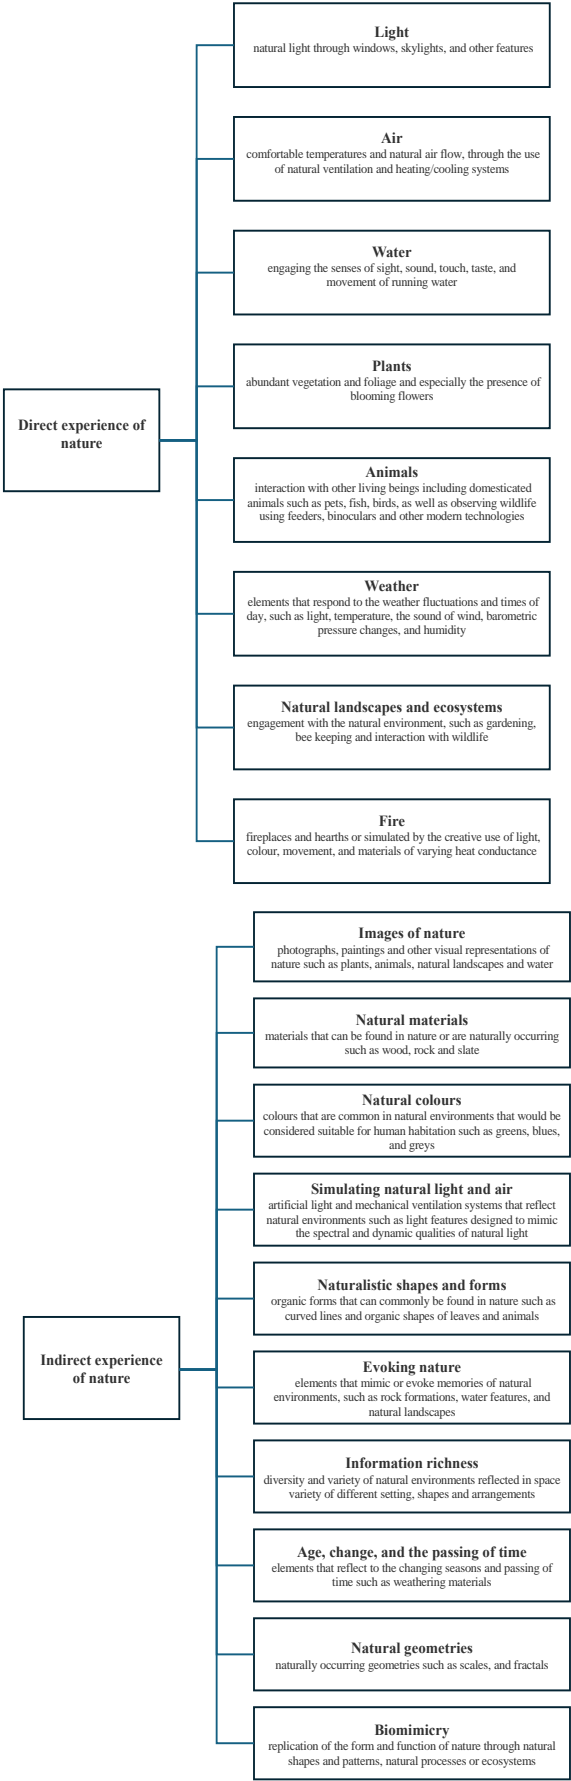 Direct experience of
nature
Light
natural light through windows, skylights, and other features
Air
comfortable temperatures and natural air flow, through the use
of natural ventilation and heating/cooling systems
Water
engaging the senses of sight, sound, touch, taste, and
movement of running water
Plants
abundant vegetation and foliage and especially the presence of
blooming flowers
Animals
interaction with other living beings including domesticated
animals such as pets, fish, birds, as well as observing wildlife
using feeders, binoculars and other modern technologies
Weather
elements that respond to the weather fluctuations and times of
day, such as light, temperature, the sound of wind, barometric
pressure changes, and humidity
Natural landscapes and ecosystems
engagement with the natural environment, such as gardening,
bee keeping and interaction with wildlife
Fire
fireplaces and hearths or simulated by the creative use of light,
colour, movement, and materials of varying heat conductance
Indirect experience
of nature
Images of nature
photographs, paintings and other visual representations of
nature such as plants, animals, natural landscapes and water
Natural materials
materials that can be found in nature or are naturally occurring
such as wood, rock and slate
Natural colours
colours that are common in natural environments that would be
considered suitable for human habitation such as greens, blues,
and greys
Simulating natural light and air
artificial light and mechanical ventilation systems that reflect
natural environments such as light features designed to mimic
the spectral and dynamic qualities of natural light
Naturalistic shapes and forms
organic forms that can commonly be found in nature such as
curved lines and organic shapes of leaves and animals
Evoking nature
elements that mimic or evoke memories of natural
environments, such as rock formations, water features, and
natural landscapes
Information richness
diversity and variety of natural environments reflected in space
variety of different setting, shapes and arrangements
Age, change, and the passing of time
elements that reflect to the changing seasons and passing of
time such as weathering materials
Natural geometries
naturally occurring geometries such as scales, and fractals
Biomimicry
replication of the form and function of nature through natural
shapes and patterns, natural processes or ecosystems